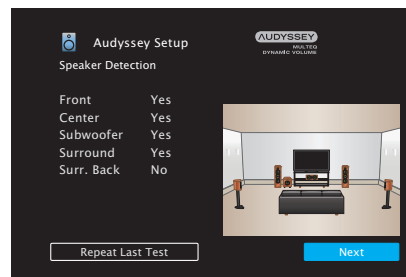 Audyssey Setup
AUDYSSEY
MULTEQ
DYNAMIC VOLUME
Speaker Detection
Front Yes
Center Yes
Subwoofer Yes
Surround Yes
Surr. Back No
Repeat Last Test
Next